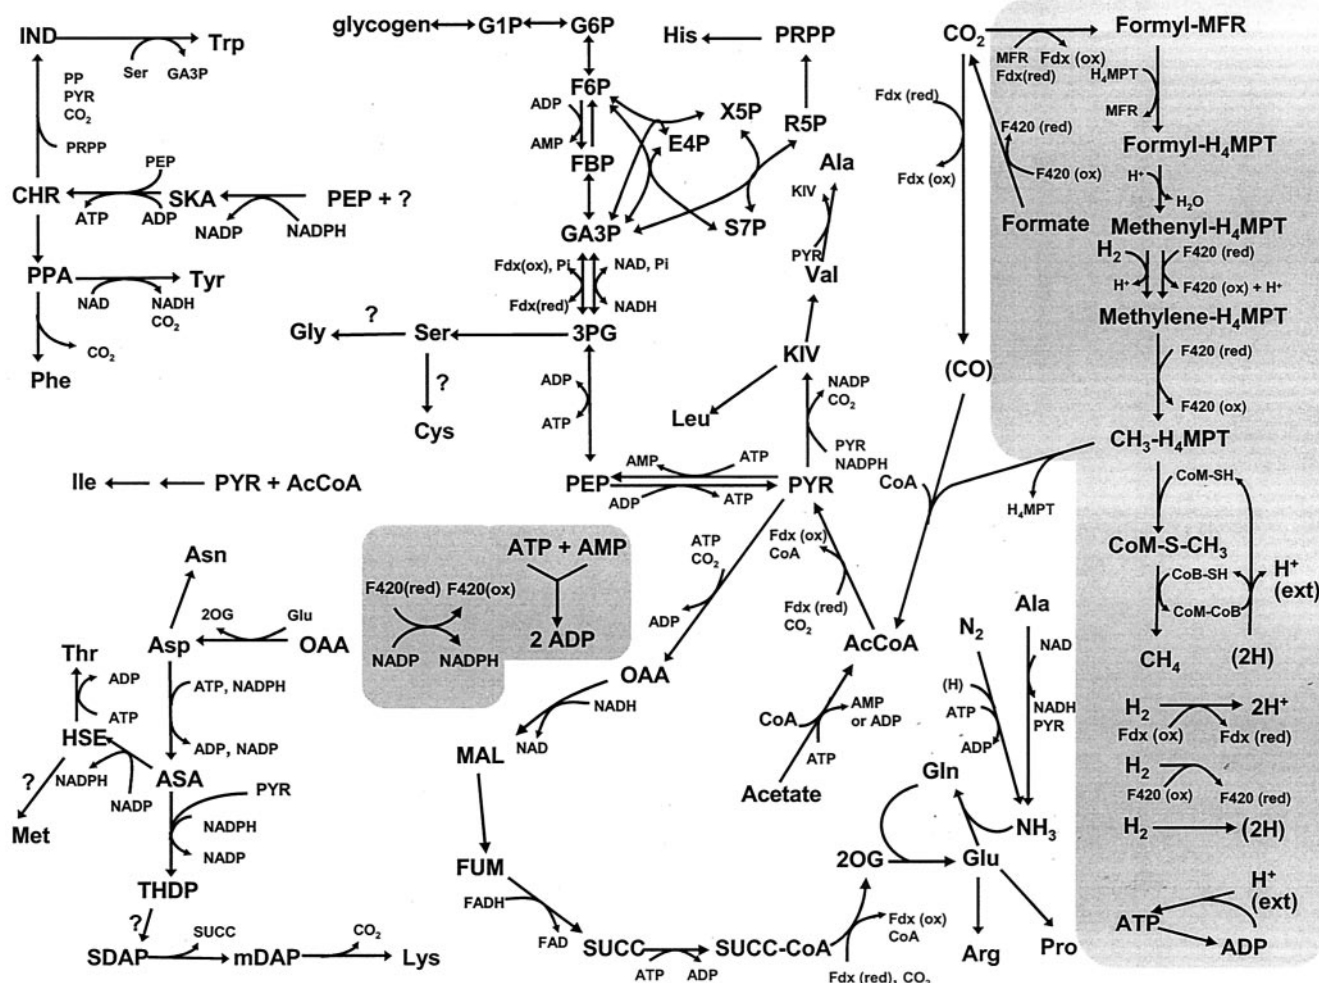 IND
Trp
Ser
GA3P
PP
PYR
CO₂
PRPP
CHR
PEP
ATP
ADP
SKA
NADP
NADPH
PEP + ?
PPA
NAD
NADH
CO₂
Tyr
CO₂
Phe
glycogen
G1P
G6P
F6P
ADP
AMP
FBP
GA3P
X5P
E4P
S7P
R5P
PRPP
His
Fdx(ox), Pi
Fdx(red)
NAD, Pi
NADH
Gly
?
Ser
3PG
?
Cys
ADP
ATP
PEP
AMP
ATP
ADP
ATP
PYR
Ala
KIV
PYR
Val
KIV
Leu
NADP
CO₂
PYR
NADPH
CO₂
Fdx (red)
Fdx (ox)
(CO)
CoA
F420 (red)
F420 (ox)
Formate
MFR
Fdx(red)
Fdx (ox)
Formyl-MFR
H₄MPT
MFR
Formyl-H₄MPT
H⁺
H₂O
Methenyl-H₄MPT
H₂
H⁺
F420 (red)
F420 (ox) + H⁺
Methylene-H₄MPT
F420 (red)
F420 (ox)
CH₃-H₄MPT
H₄MPT
CoM-SH
CoM-S-CH₃
CoB-SH
CoM-CoB
H⁺
(ext)
CH₄
(2H)
H₂
2H⁺
Fdx (ox)
Fdx (red)
H₂
F420 (ox)
F420 (red)
H₂
(2H)
H⁺
(ext)
ATP
ADP
Ile
PYR + AcCoA
Asn
2OG
Glu
Asp
OAA
Thr
ADP
ATP
ATP, NADPH
ADP, NADP
HSE
NADPH
NADP
ASA
?
Met
PYR
NADPH
NADP
THDP
?
SDAP
SUCC
mDAP
CO₂
Lys
F420(red)
F420(ox)
NADP
NADPH
ATP + AMP
2 ADP
ATP
CO₂
ADP
Fdx (ox)
CoA
Fdx (red)
CO₂
AcCoA
OAA
NADH
NAD
MAL
CoA
AMP
or ADP
ATP
Acetate
N₂
(H)
ATP
ADP
Ala
NAD
NADH
PYR
NH₃
Gln
2OG
Glu
Arg
Pro
FUM
FADH
FAD
SUCC
ATP
ADP
SUCC-CoA
Fdx (ox)
CoA
Fdx (red), CO₂